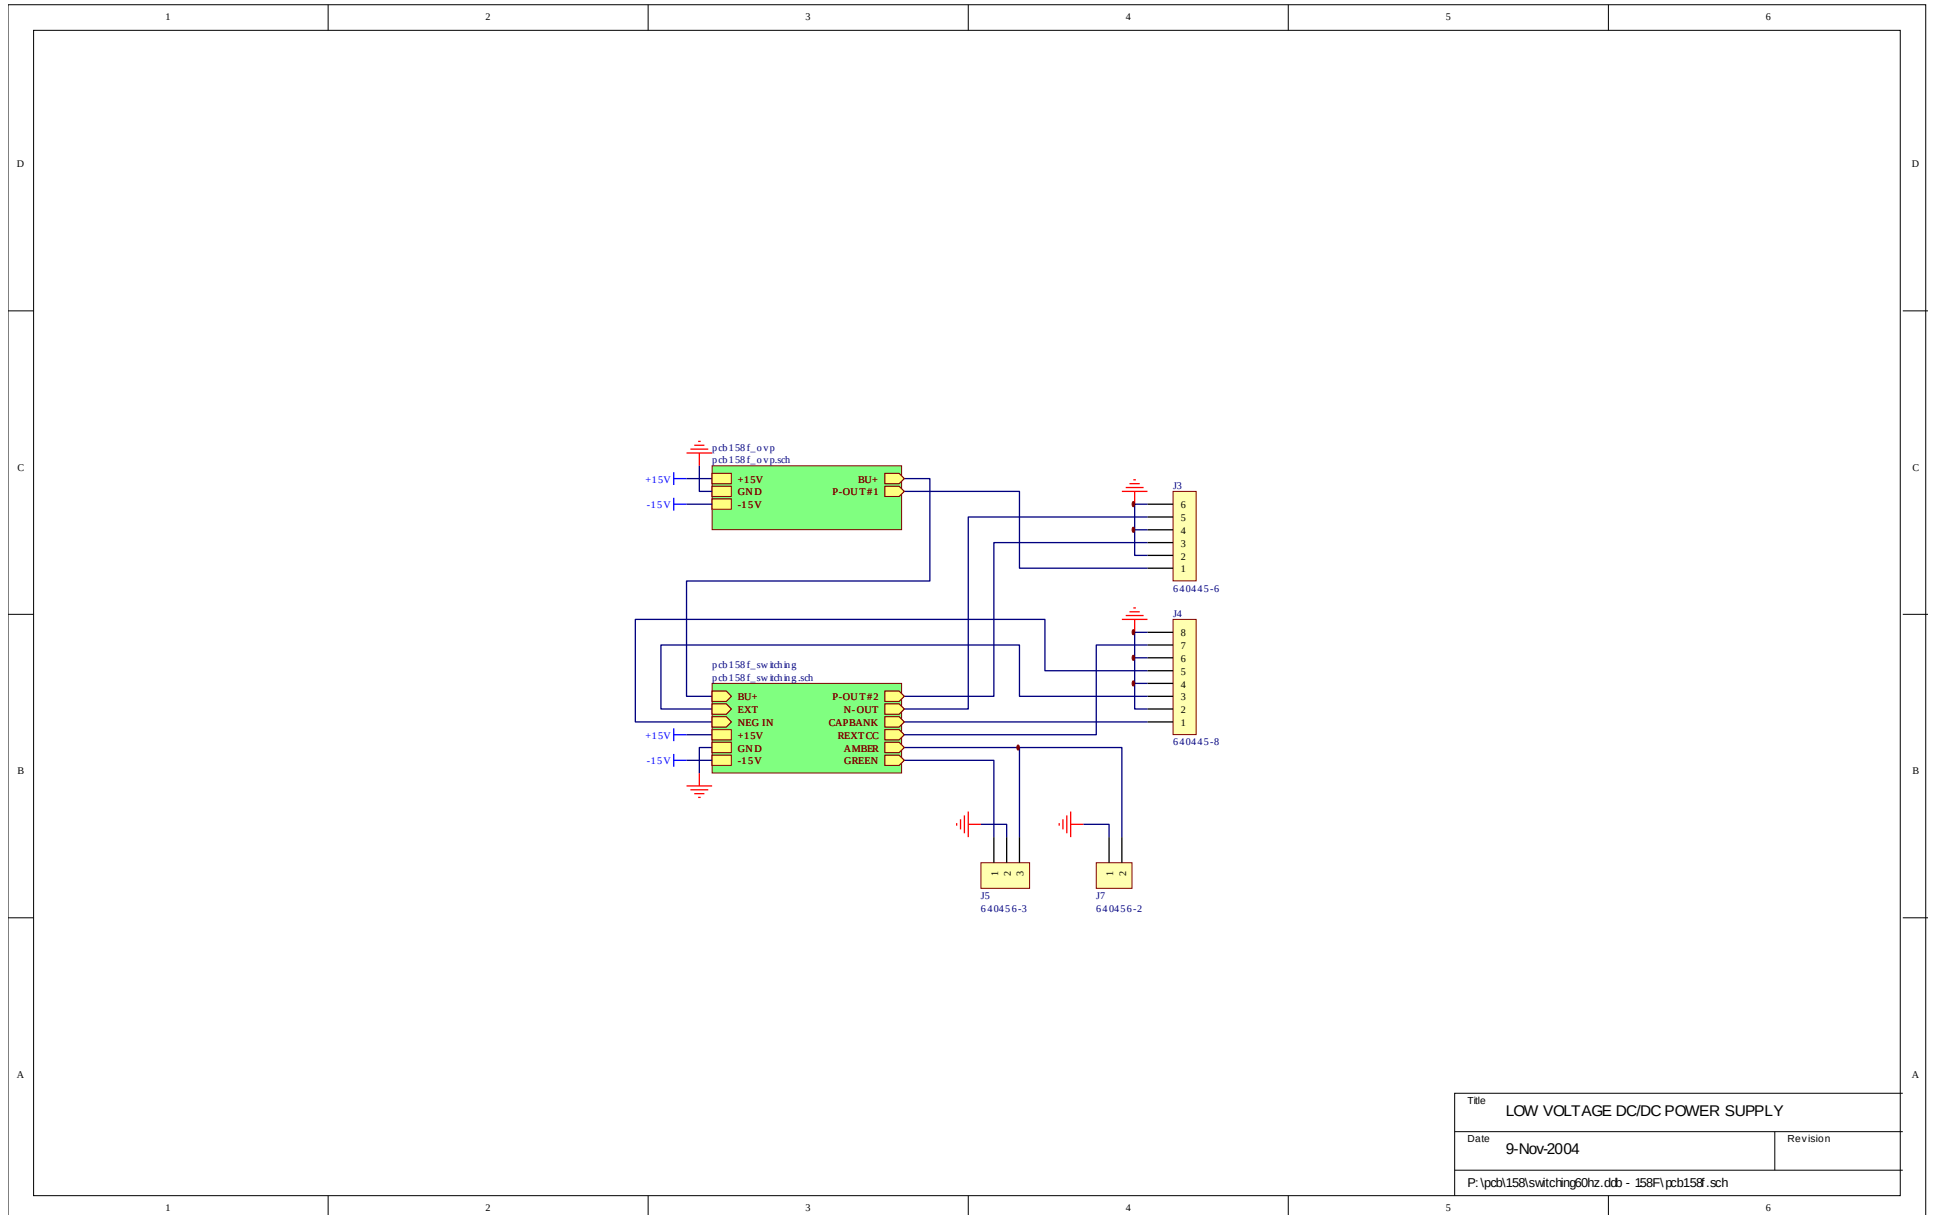 1 2 3 4 5 6
D D
C C
B B
A A
pcb158f_ovp
pcb158f_ovp.sch
+15V +15V BU+
GND P-OUT#1
-15V -15V
J3
6
5
4
3
2
1
640445-6
J4
8
7
6
5
4
3
2
1
640445-8
pcb158f_switching
pcb158f_switching.sch
BU+ P-OUT#2
EXT N-OUT
NEG IN CAPBANK
+15V +15V REXTCC
GND AMBER
-15V -15V GREEN
1 2 3
J5
640456-3
1 2
J7
640456-2
Title
LOW VOLTAGE DC/DC POWER SUPPLY
Date 9-Nov-2004 Revision
P:\pcb\158\switching60hz.ddb - 158F\pcb158f.sch
1 2 3 4 5 6